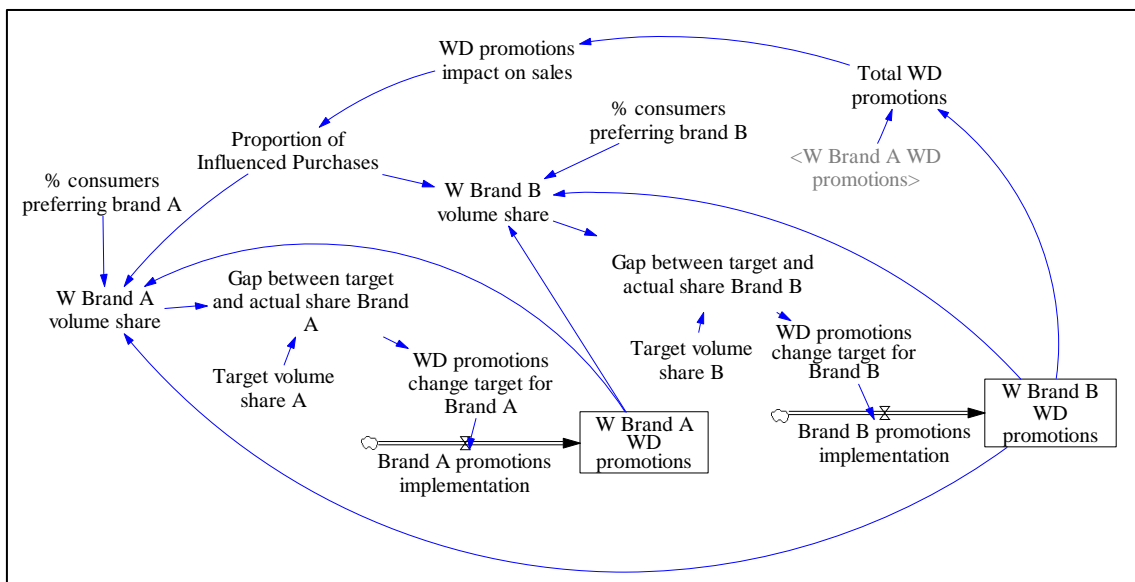 WD promotions
impact on sales
Total WD
promotions
% consumers
preferring brand B
Proportion of
Influenced Purchases
<W Brand A WD
promotions>
% consumers
preferring brand A
W Brand B
volume share
Gap between target and
actual share Brand B
Gap between target
and actual share Brand
A
W Brand A
volume share
WD promotions
change target for
Brand B
Target volume
share B
WD promotions
change target for
Brand A
Target volume
share A
W Brand B
WD
promotions
W Brand A
WD
promotions
Brand B promotions
implementation
Brand A promotions
implementation